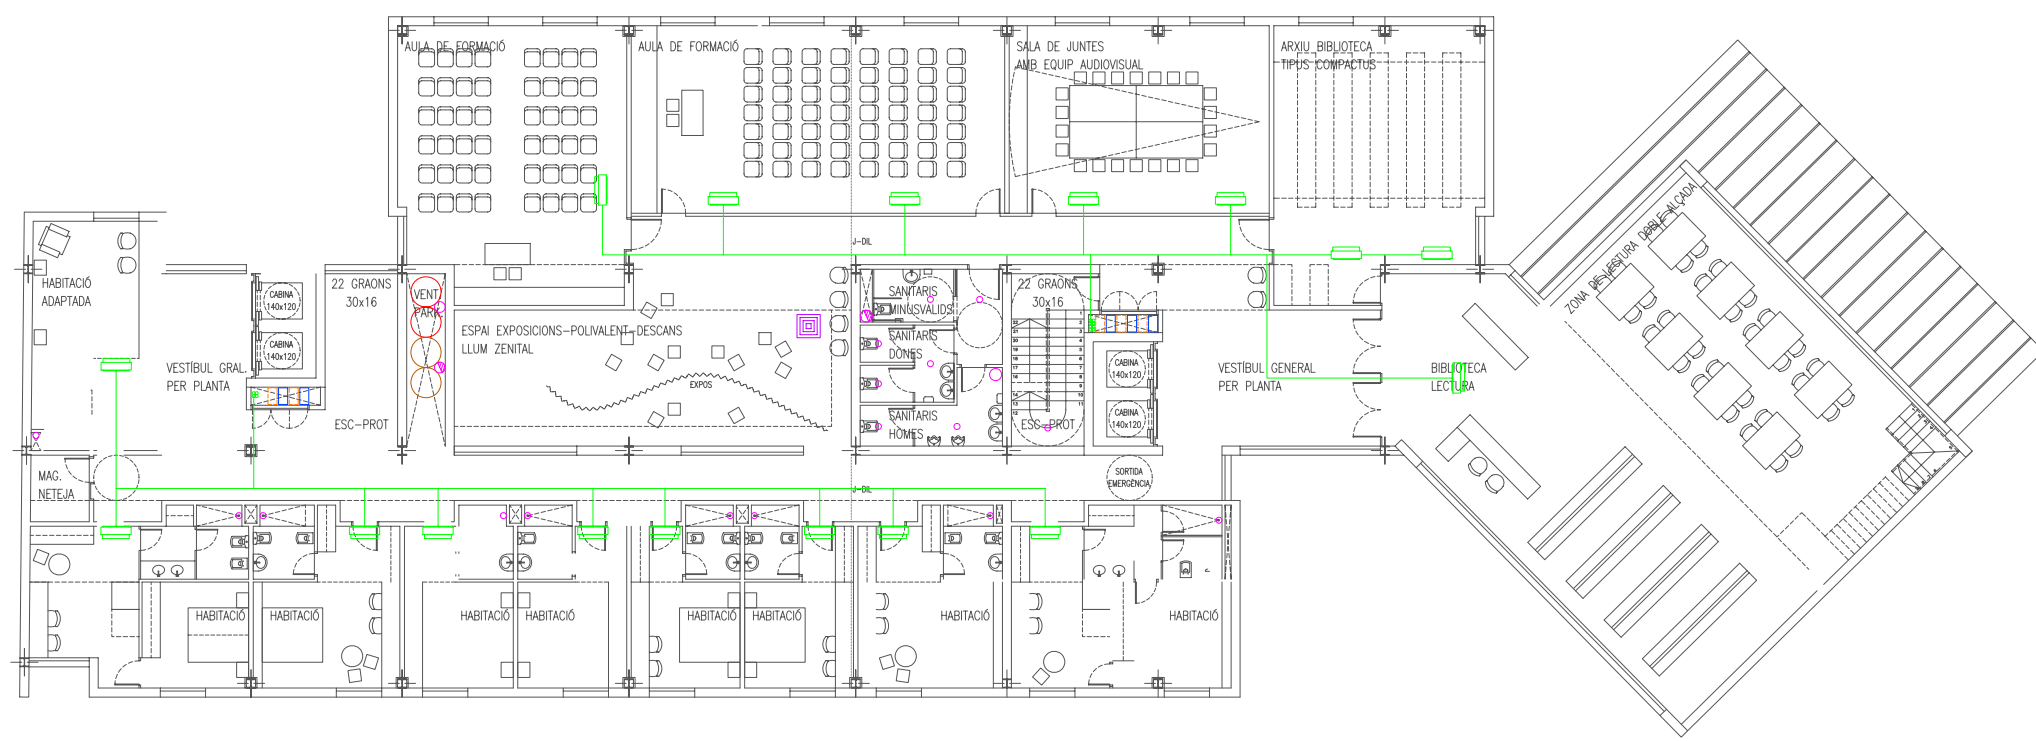 AULA DE FORMACIÓ
AULA DE FORMACIÓ
SALA DE JUNTES
AMB EQUIP AUDIOVISUAL
ARXIU BIBLIOTECA
TIPUS COMPACTUS
ZONA DE LESTURA DOBLE ALÇADA
J-DIL
HABITACIÓ
ADAPTADA
CABINA
140x120
CABINA
140x120
22 GRAONS
30x16
VENT.
PARK.
ESPAI EXPOSICIONS-POLIVALENT-DESCANS
LLUM ZENITAL
EXPOS
SANITARIS
MINUSVALIDS
SANITARIS
DONES
SANITARIS
HOMES
22 GRAONS
30x16
CABINA
140x120
CABINA
140x120
VESTÍBUL GRAL.
PER PLANTA
ESC-PROT
ESC-PROT
VESTÍBUL GENERAL
PER PLANTA
BIBLIOTECA
LECTURA
MAG.
NETEJA
SORTIDA
EMERGÈNCIA
J-DIL
HABITACIÓ
HABITACIÓ
HABITACIÓ
HABITACIÓ
HABITACIÓ
HABITACIÓ
HABITACIÓ
HABITACIÓ